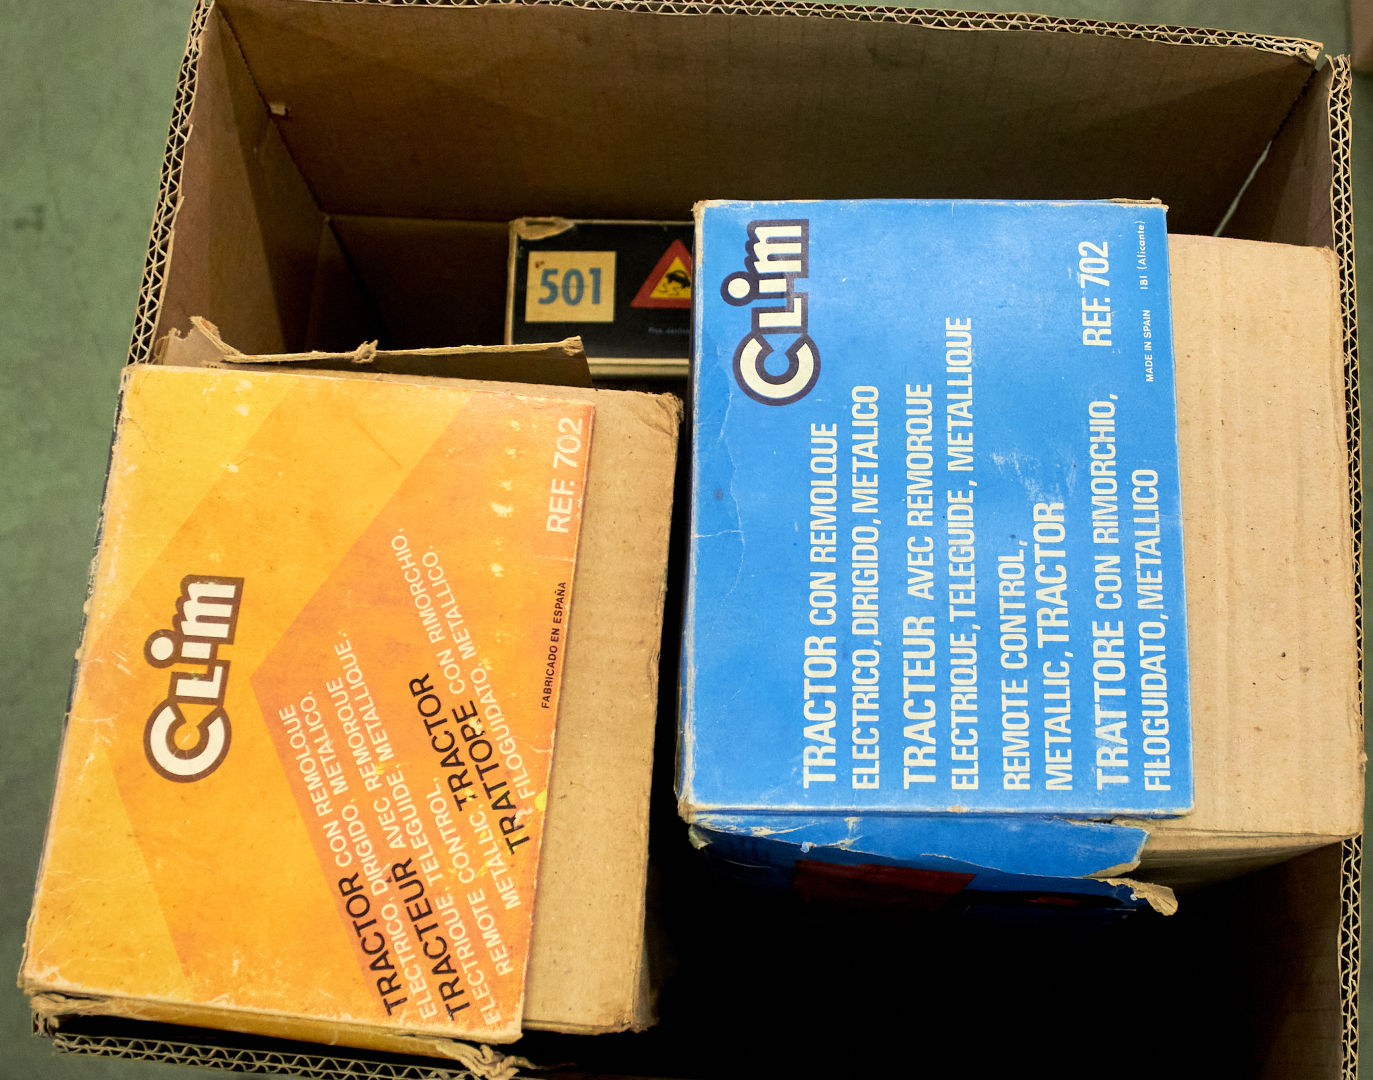 501
CLim
TRACTOR CON REMOLQUE
ELECTRICO, DIRIGIDO, METALICO.
TRACTEUR AVEC REMORQUE.
ELECTRIQUE, TELEGUIDE, METALLIQUE.
REMOTE CONTROL,
METALLIC, TRACTOR
TRATTORE CON RIMORCHIO,
FILOGUIDATO, METALLICO.
FABRICADO EN ESPAÑA
REF. 702
CLim
TRACTOR CON REMOLQUE
ELECTRICO, DIRIGIDO, METALICO
TRACTEUR AVEC REMORQUE
ELECTRIQUE, TELEGUIDE, METALLIQUE
REMOTE CONTROL,
METALLIC, TRACTOR
TRATTORE CON RIMORCHIO,
FILOGUIDATO, METALLICO
REF. 702
MADE IN SPAIN IBI (Alicante)